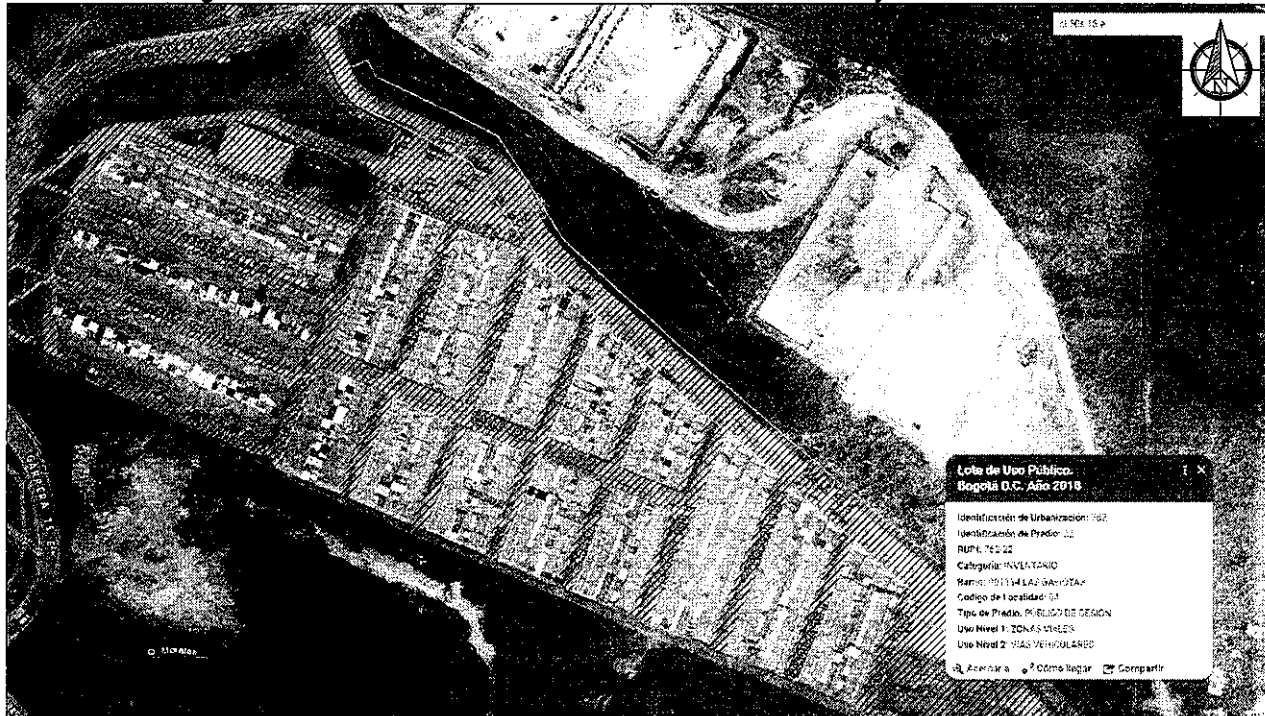 Lote de Uso Público.
Bogotá D.C. Año 2018
Identificación de Urbanización: 762
Identificación de Predio: 22
RUPI: 762-22
Categoría: INVENTARIO
Barrio: LAS GAVIOTAS
Código de Localidad: 04
Tipo de Predio: PÚBLICO DE CESIÓN
Uso Nivel 1: ZONAS VIALES
Uso Nivel 2: VIAS VEHICULARES
Acercar a Cómo llegar Compartir